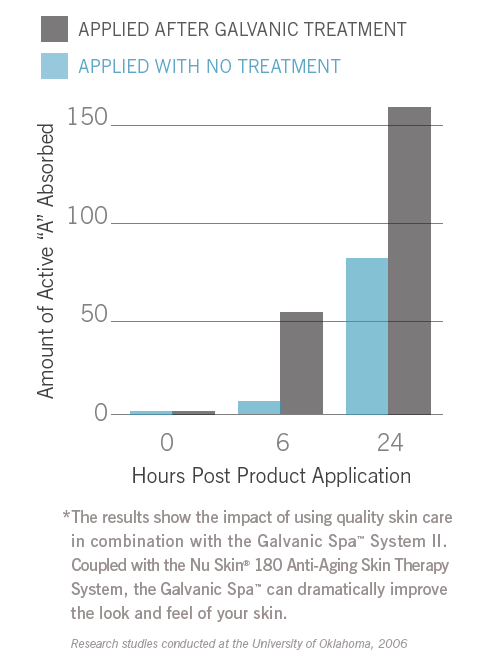 APPLIED AFTER GALVANIC TREATMENT
APPLIED WITH NO TREATMENT
Amount of Active “A” Absorbed
150
100
50
0
0 6 24
Hours Post Product Application
*The results show the impact of using quality skin care
in combination with the Galvanic Spa™ System II.
Coupled with the Nu Skin® 180 Anti-Aging Skin Therapy
System, the Galvanic Spa™ can dramatically improve
the look and feel of your skin.
Research studies conducted at the University of Oklahoma, 2006